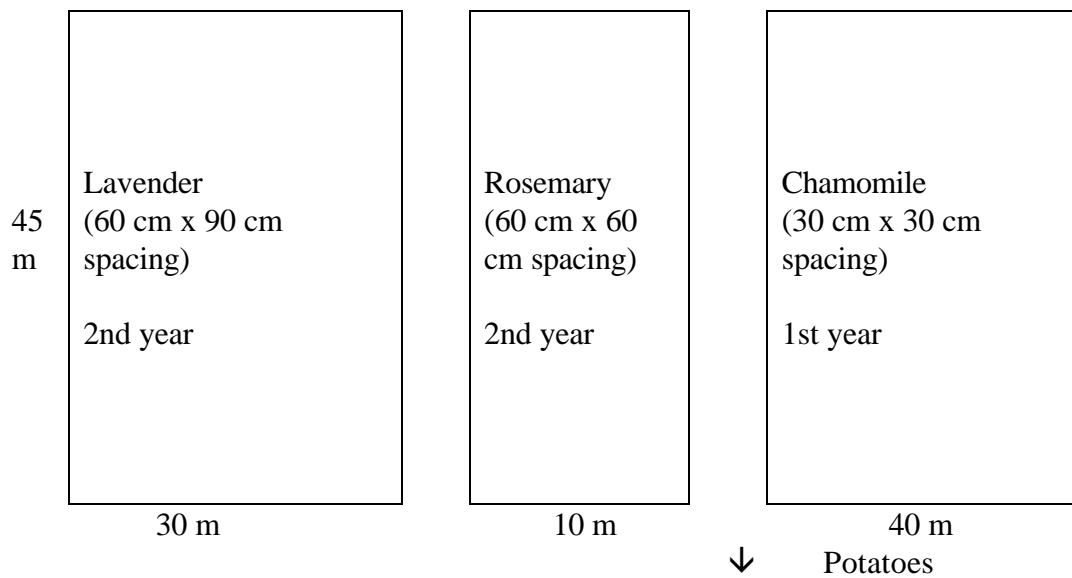 45
m
Lavender
(60 cm x 90 cm
spacing)
2nd year
Rosemary
(60 cm x 60
cm spacing)
2nd year
Chamomile
(30 cm x 30 cm
spacing)
1st year
30 m
10 m
40 m
↓ Potatoes